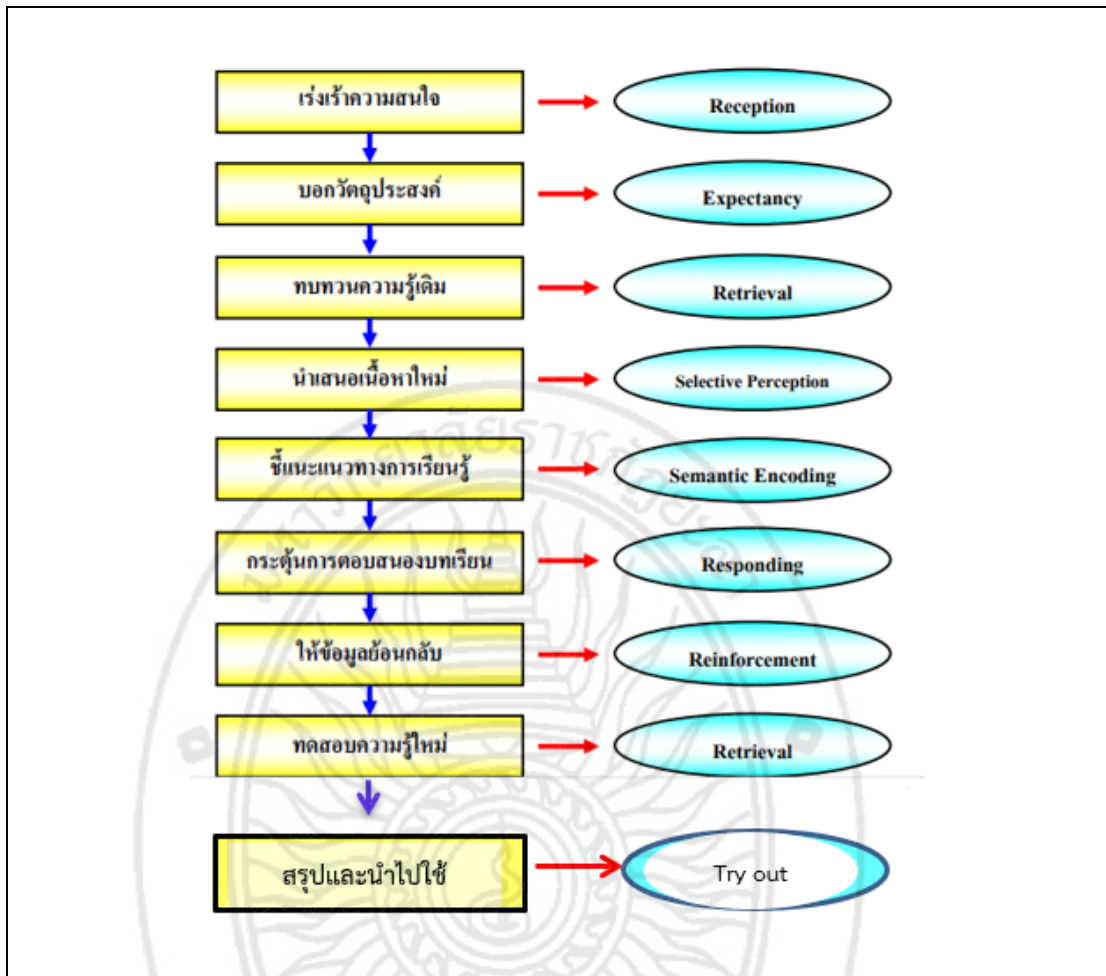 เร่งเร้าความสนใจ
Reception
บอกวัตถุประสงค์
Expectancy
ทบทวนความรู้เดิม
Retrieval
นำเสนอเนื้อหาใหม่
Selective Perception
ชี้แนะแนวทางการเรียนรู้
Semantic Encoding
กระตุ้นการตอบสนองบทเรียน
Responding
ให้ข้อมูลย้อนกลับ
Reinforcement
ทดสอบความรู้ใหม่
Retrieval
สรุปและนำไปใช้
Try out